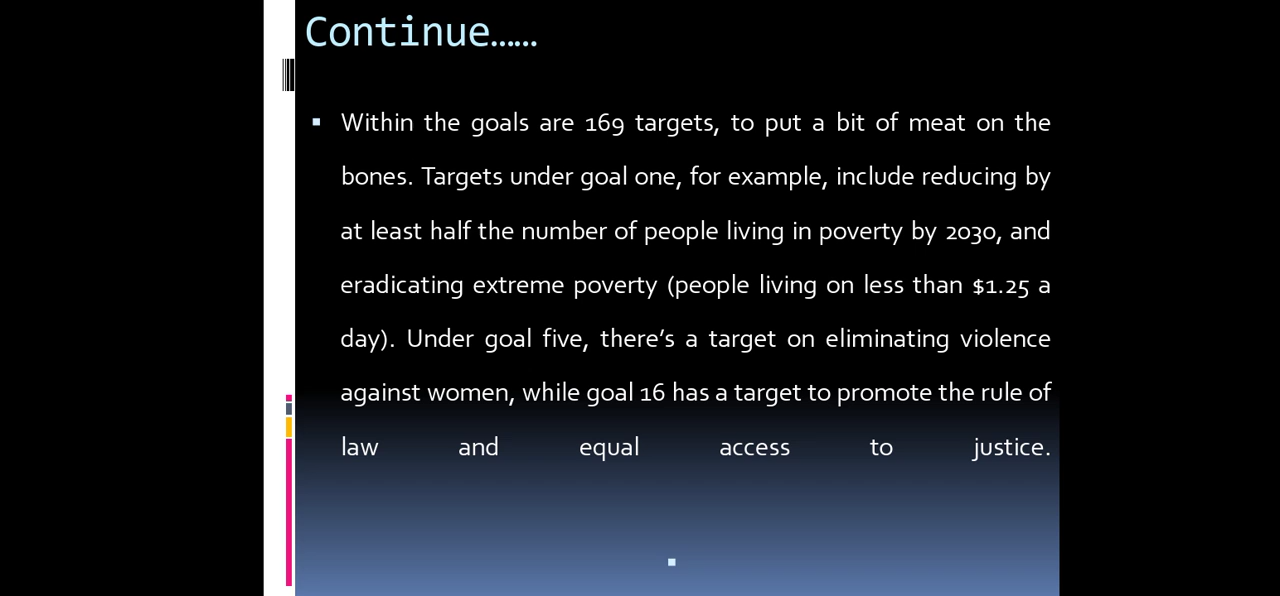 Continue……
Within the goals are 169 targets, to put a bit of meat on the
bones. Targets under goal one, for example, include reducing by
at least half the number of people living in poverty by 2030, and
eradicating extreme poverty (people living on less than $1.25 a
day). Under goal five, there’s a target on eliminating violence
against women, while goal 16 has a target to promote the rule of
law and equal access to justice.